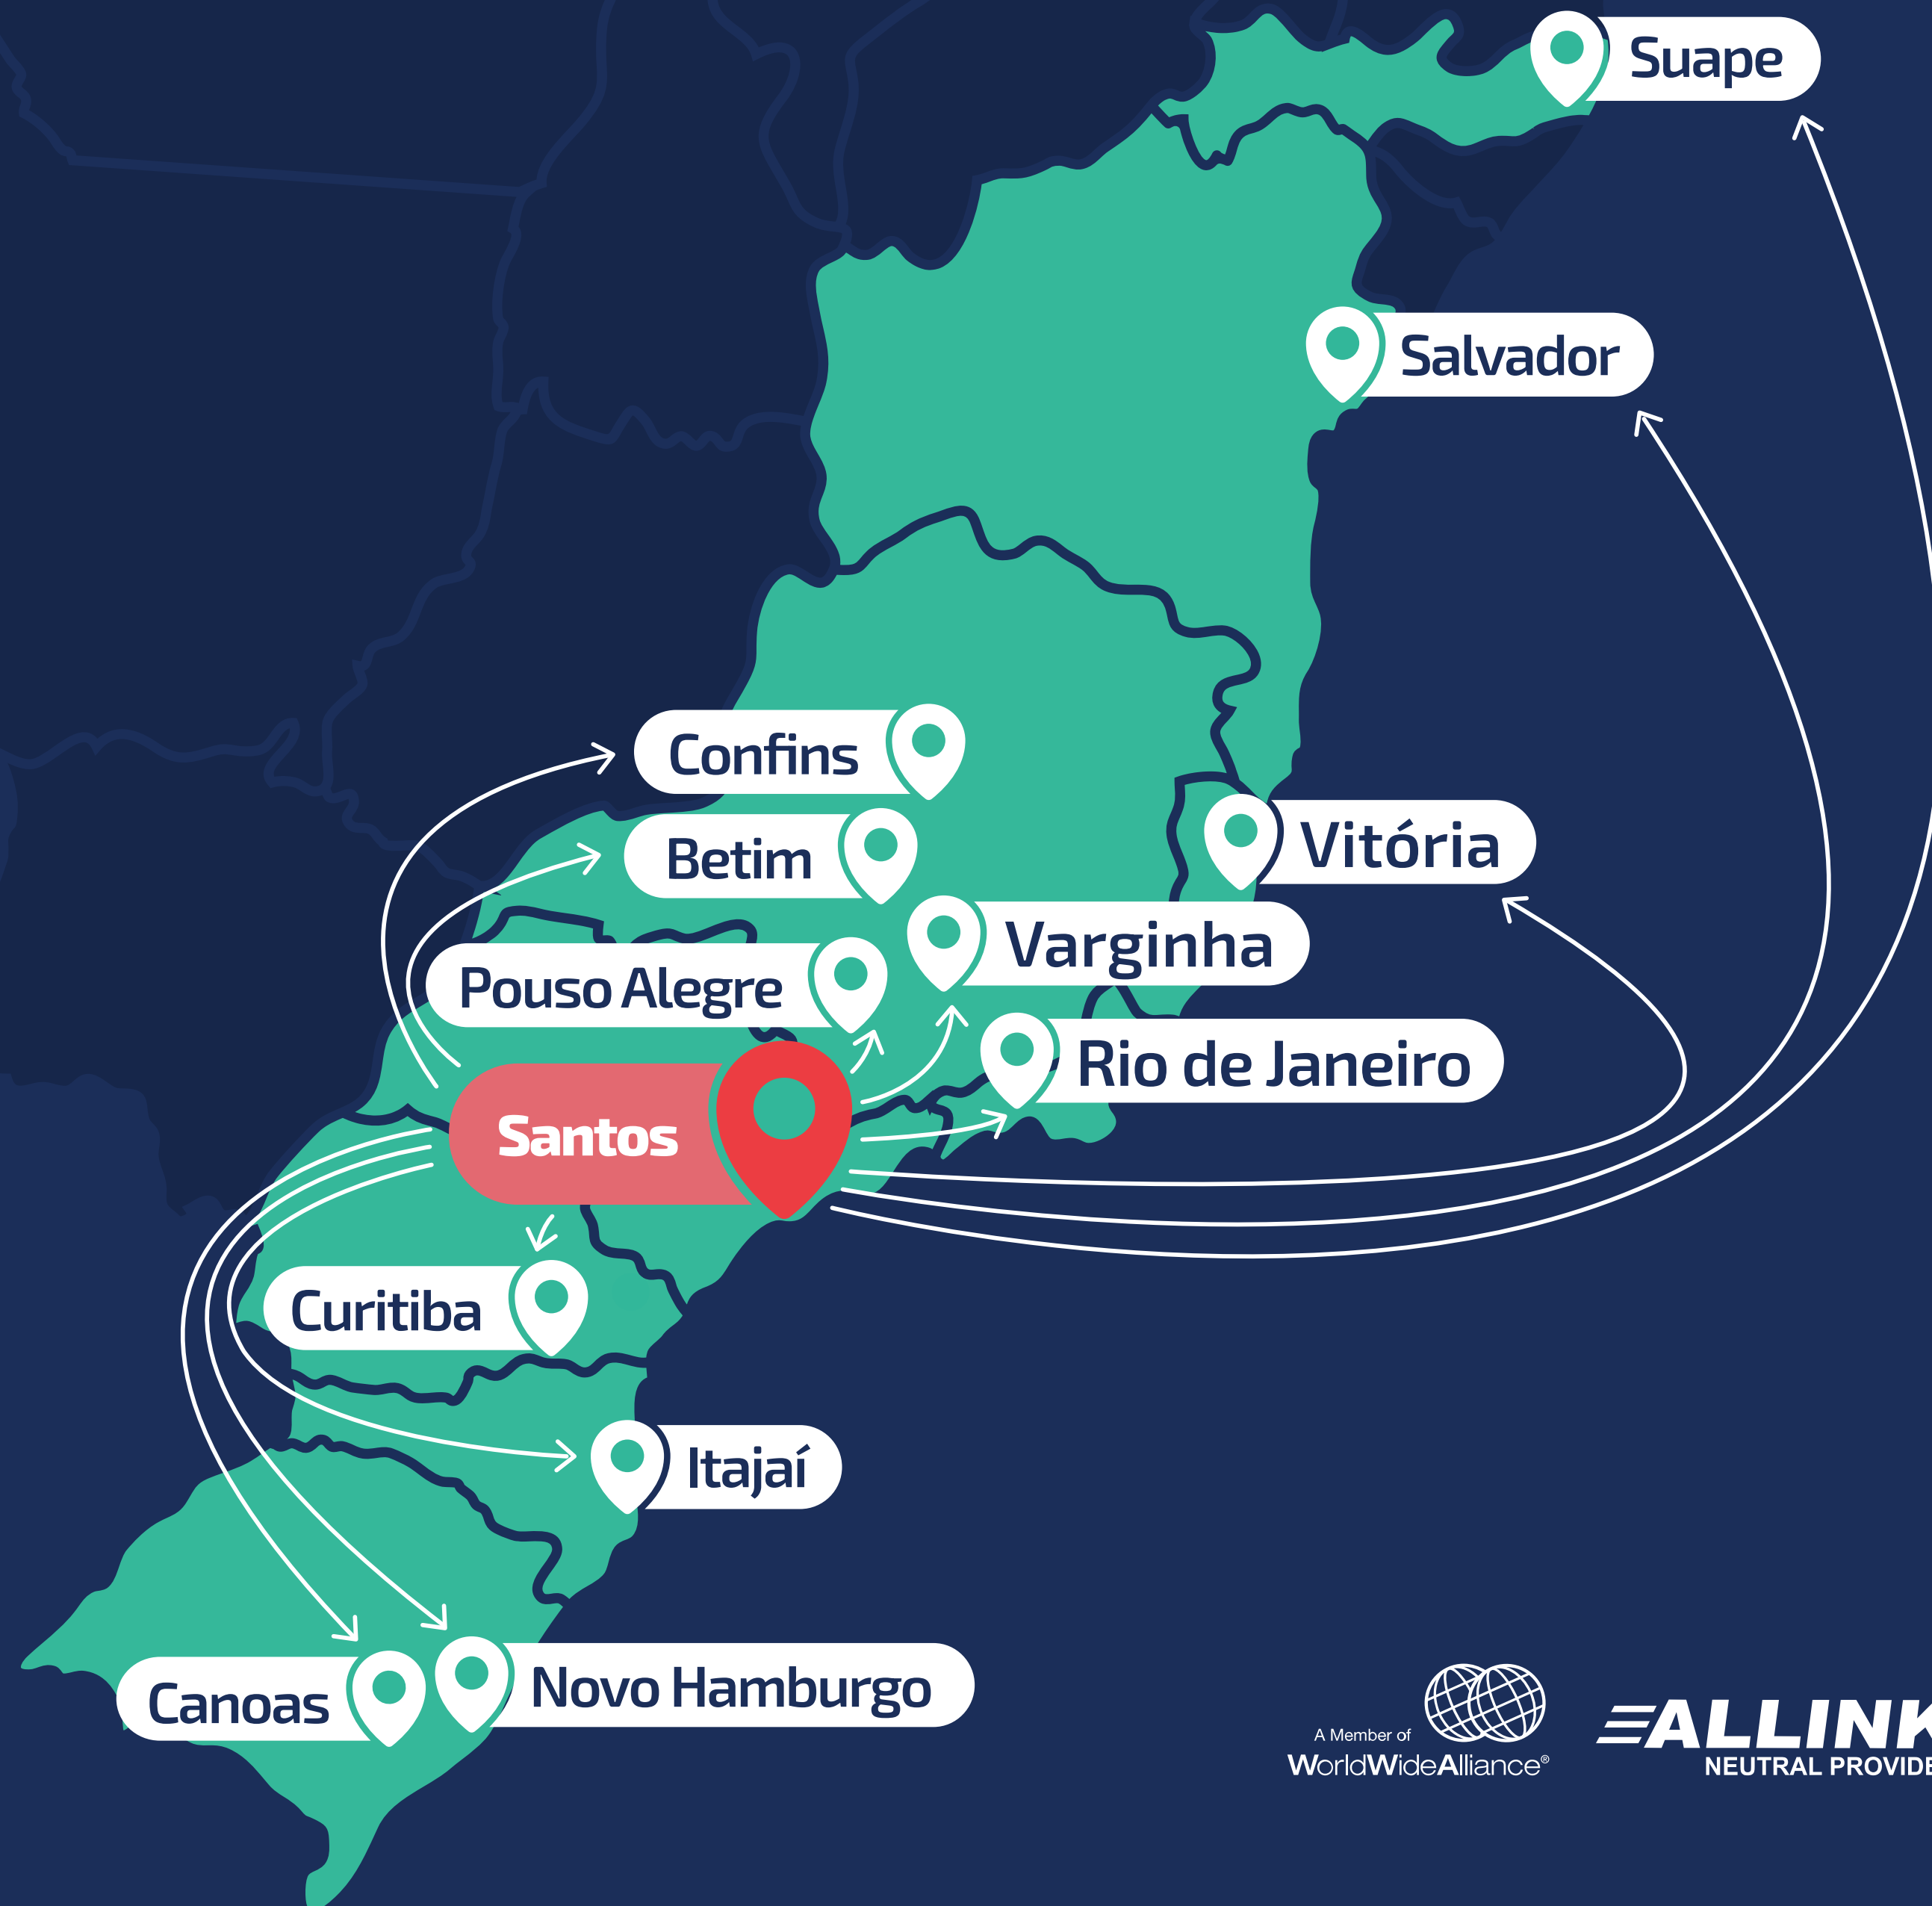 Suape
Salvador
Confins
Betim
Vitória
Varginha
Pouso Alegre
Rio de Janeiro
Santos
Curitiba
Itajaí
Novo Hamburgo
Canoas
A Member of
WorldWideAlliance®
ALLINK
NEUTRAL PROVIDE